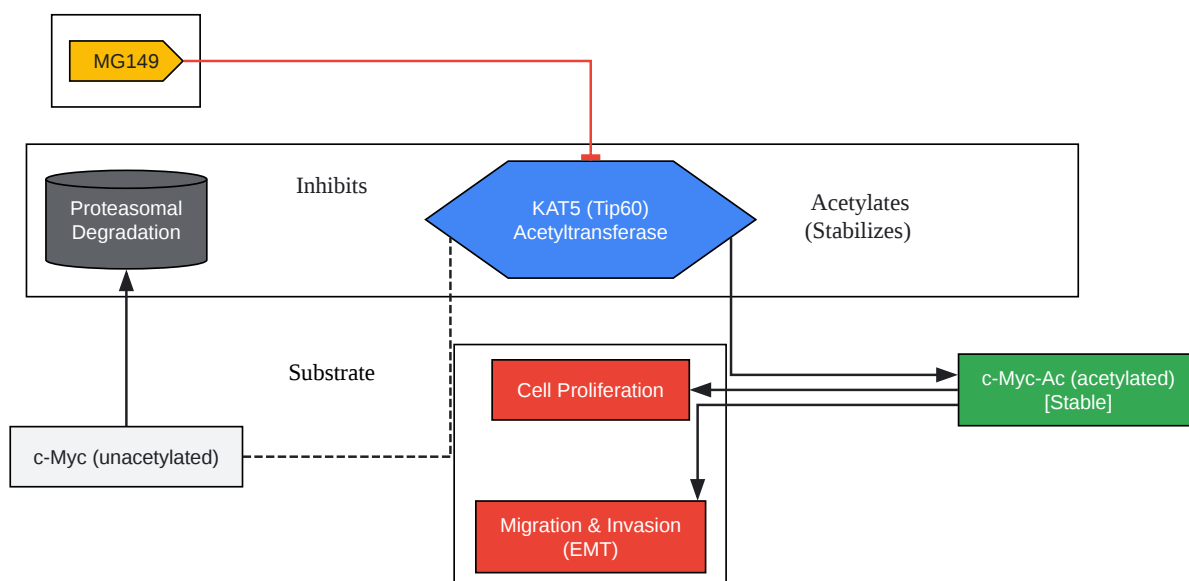 MG149
Inhibits
Proteasomal
Degradation
KAT5 (Tip60)
Acetyltransferase
Acetylates
(Stabilizes)
Substrate
Cell Proliferation
c-Myc-Ac (acetylated)
[Stable]
c-Myc (unacetylated)
Migration & Invasion
(EMT)